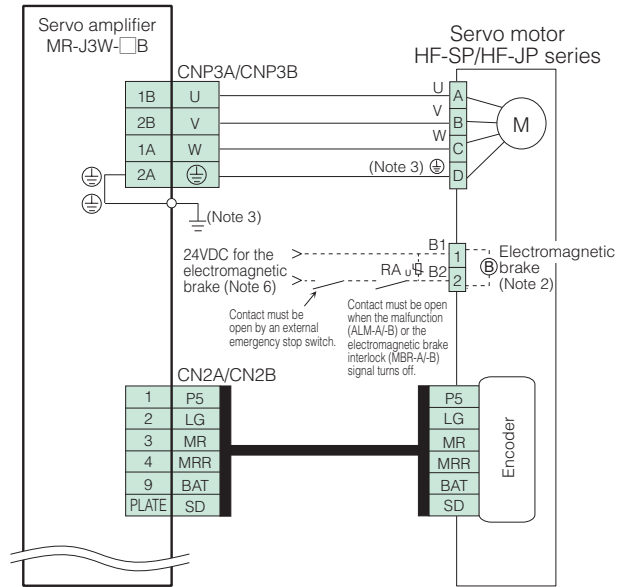 Servo amplifier
MR-J3W-□B
Servo motor
HF-SP/HF-JP series
CNP3A/CNP3B
1B U
2B V
1A W
2A
U A
V B
W C
(Note 3) D
M
(Note 3)
24VDC for the
electromagnetic
brake (Note 6)
RA
U
B1 1
B2 2
B
Electromagnetic
brake
(Note 2)
Contact must be
open by an external
emergency stop switch.
Contact must be open
when the malfunction
(ALM-A/-B) or the
electromagnetic brake
interlock (MBR-A/-B)
signal turns off.
CN2A/CN2B
1 P5
2 LG
3 MR
4 MRR
9 BAT
PLATE SD
P5
LG
MR
MRR
BAT
SD
Encoder